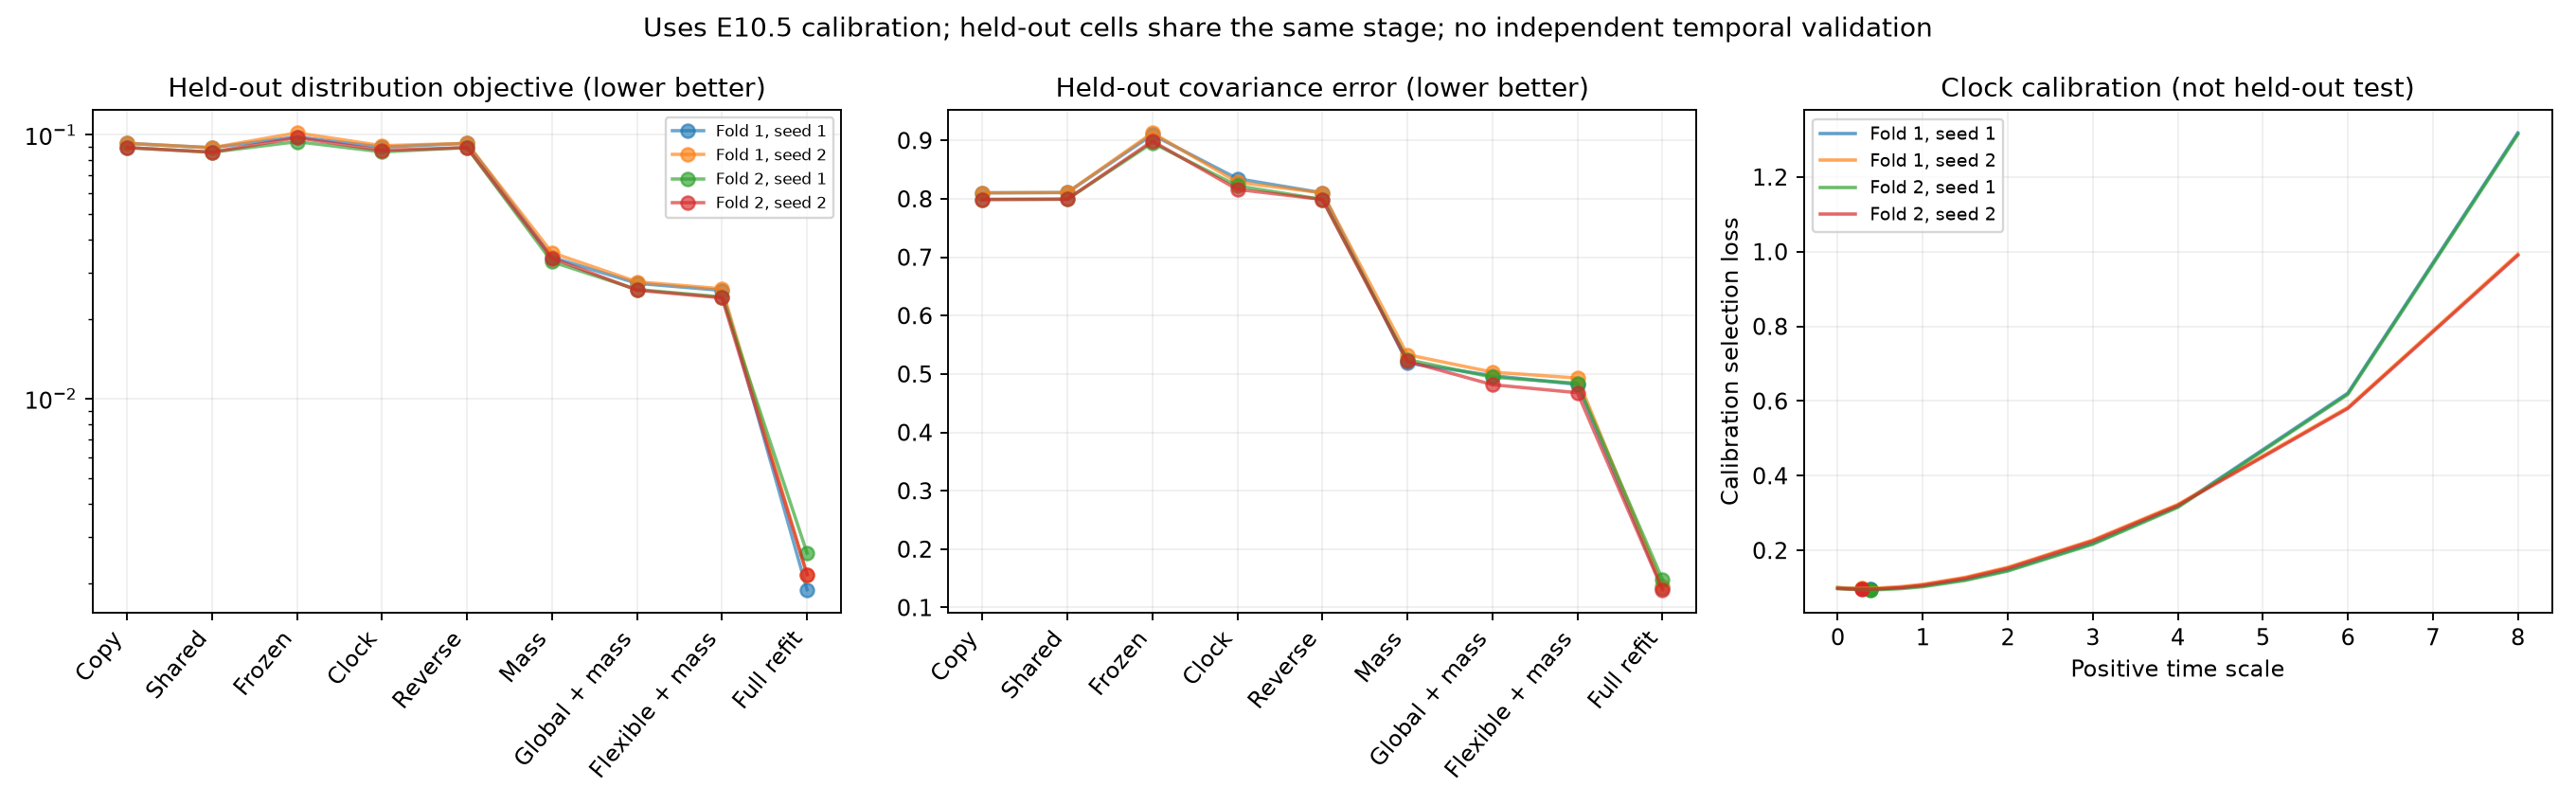 Uses E10.5 calibration; held-out cells share the same stage; no independent temporal validation
Held-out distribution objective (lower better)
10⁻¹
10⁻²
Fold 1, seed 1
Fold 1, seed 2
Fold 2, seed 1
Fold 2, seed 2
Copy
Shared
Frozen
Clock
Reverse
Mass
Global + mass
Flexible + mass
Full refit
Held-out covariance error (lower better)
0.9
0.8
0.7
0.6
0.5
0.4
0.3
0.2
0.1
Copy
Shared
Frozen
Clock
Reverse
Mass
Global + mass
Flexible + mass
Full refit
Clock calibration (not held-out test)
Calibration selection loss
1.2
1.0
0.8
0.6
0.4
0.2
Fold 1, seed 1
Fold 1, seed 2
Fold 2, seed 1
Fold 2, seed 2
0 1 2 3 4 5 6 7 8
Positive time scale